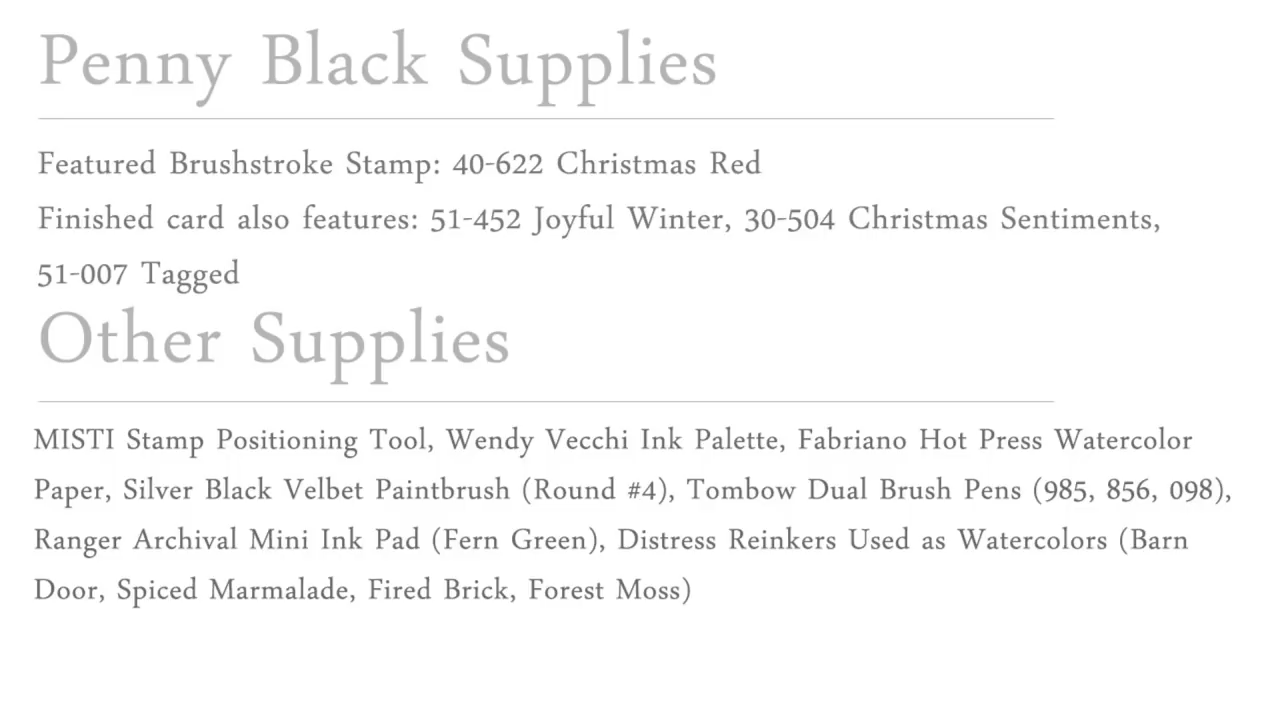 Penny Black Supplies
Featured Brushstroke Stamp: 40-622 Christmas Red
Finished card also features: 51-452 Joyful Winter, 30-504 Christmas Sentiments,
51-007 Tagged
Other Supplies
MISTI Stamp Positioning Tool, Wendy Vecchi Ink Palette, Fabriano Hot Press Watercolor
Paper, Silver Black Velbet Paintbrush (Round #4), Tombow Dual Brush Pens (985, 856, 098),
Ranger Archival Mini Ink Pad (Fern Green), Distress Reinkers Used as Watercolors (Barn
Door, Spiced Marmalade, Fired Brick, Forest Moss)